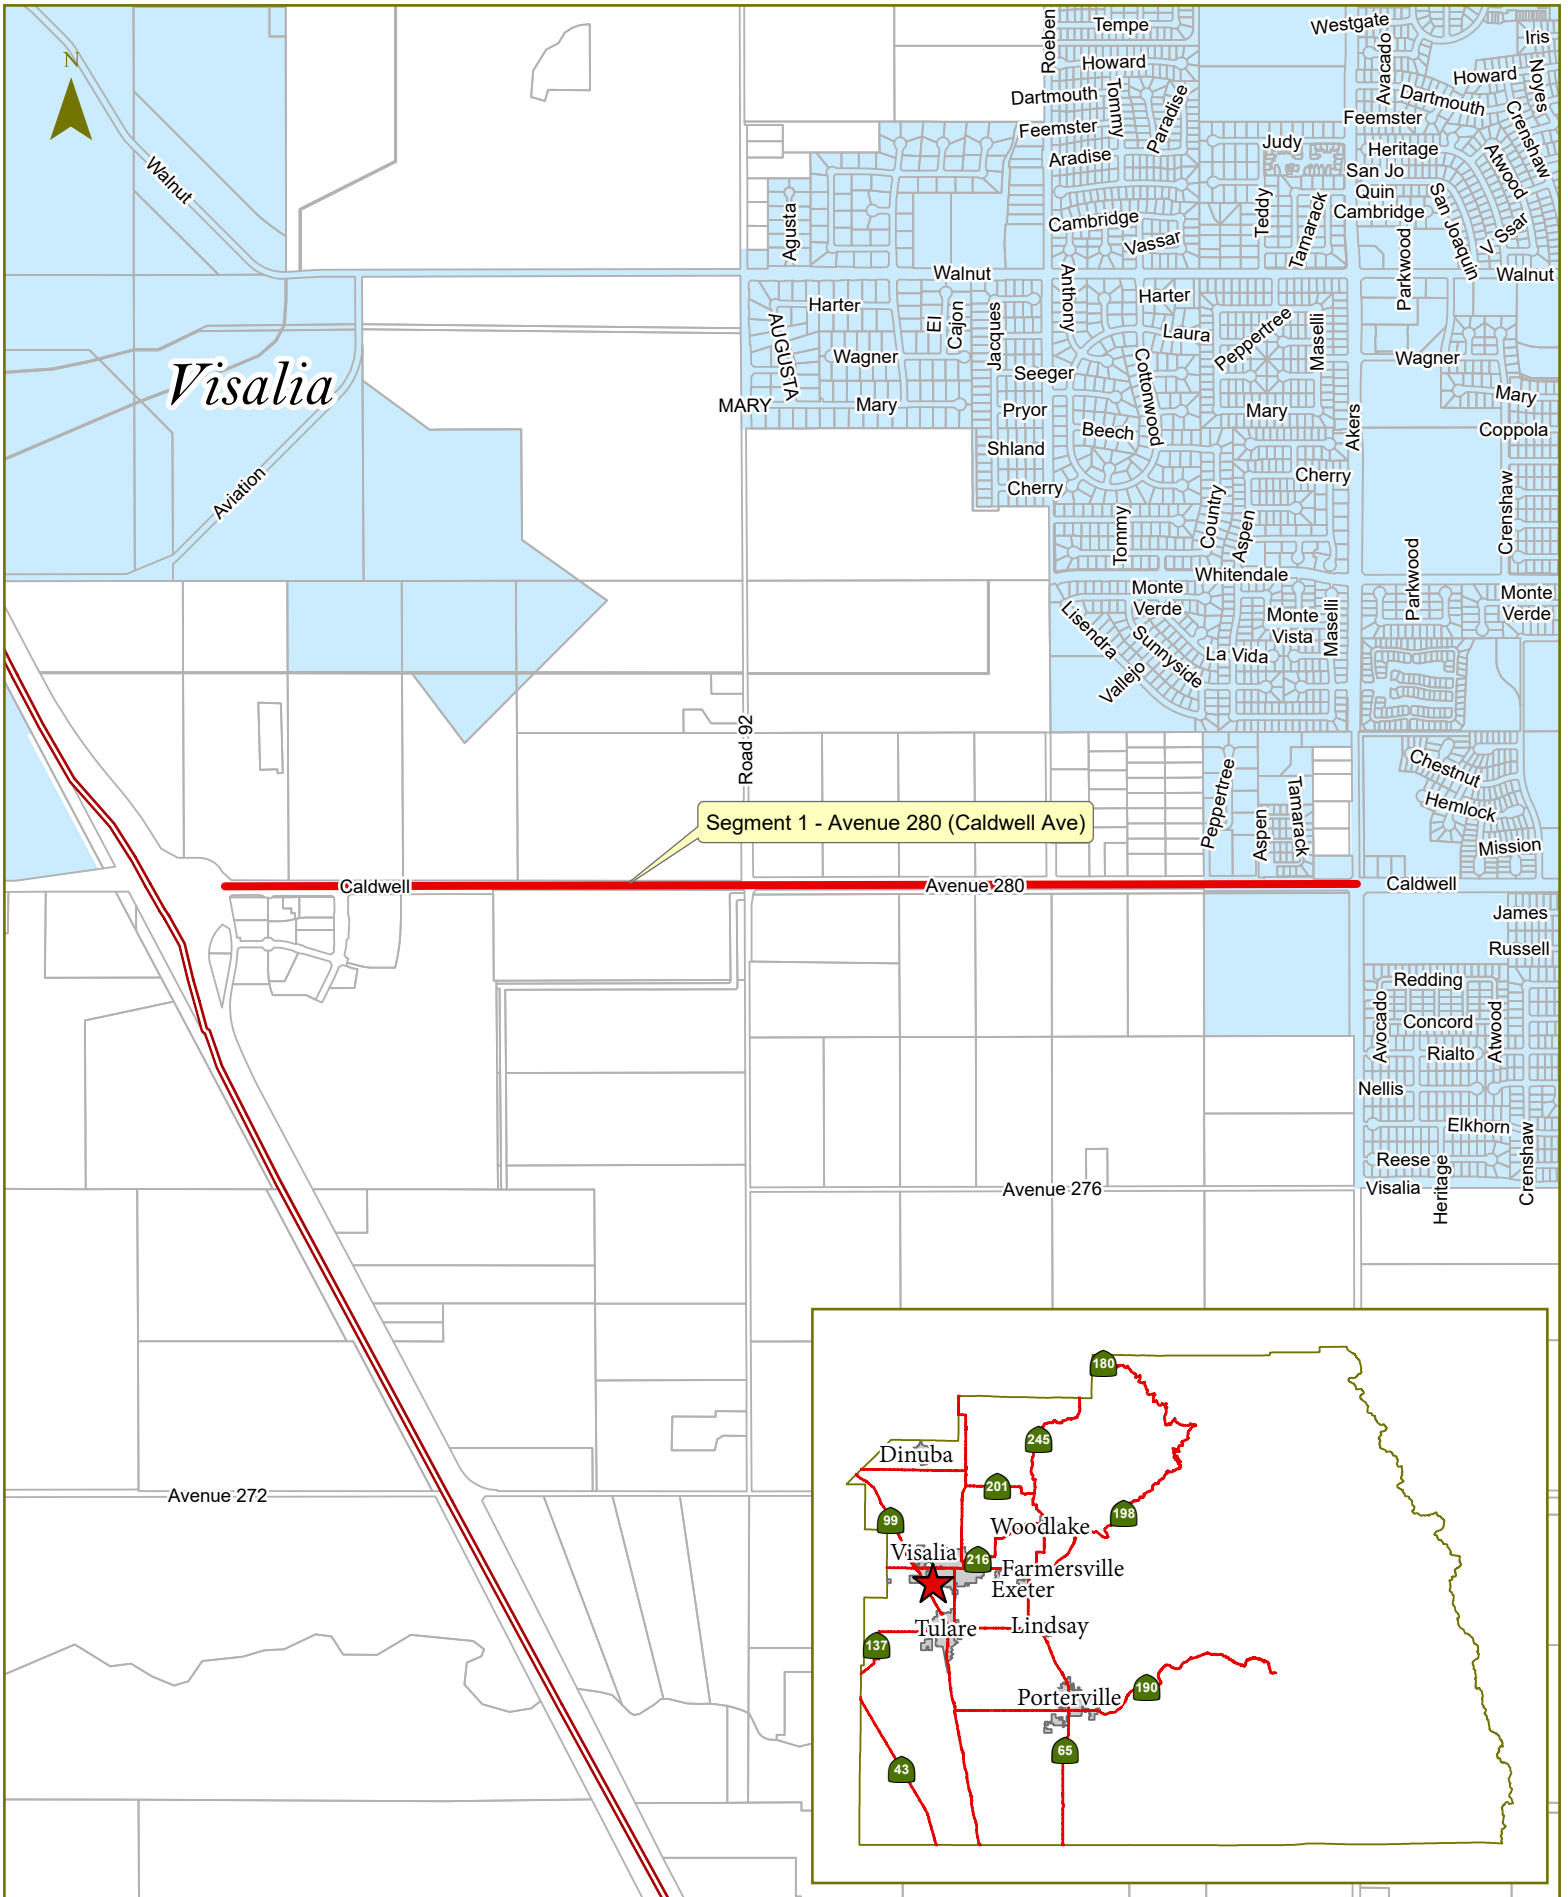 N
Walnut
Visalia
Aviation
Roeben
Tempe
Howard
Dartmouth
Tommy
Paradise
Feemster
Aradise
Cambridge
Vassar
Agusta
Judy
Teddy
Tamarack
Westgate
Iris
Avacado
Howard
Noyes
Dartmouth
Crenshaw
Feemster
Heritage
Atwood
San Jo
Quin
Cambridge
San Joaquin
V Ssar
Parkwood
Walnut
Walnut
Harter
AUGUSTA
El
Cajon
Jacques
Anthony
Harter
Laura
Peppertree
Maselli
Wagner
Wagner
Seeger
Cottonwood
MARY
Mary
Pryor
Beech
Mary
Akers
Mary
Coppola
Shland
Cherry
Cherry
Tommy
Country
Aspen
Crenshaw
Whitendale
Parkwood
Monte
Verde
Monte
Verde
Lisendra
Sunnyside
Vallejo
Monte
Vista
La Vida
Maselli
Road 92
Peppertree
Aspen
Tamarack
Chestnut
Hemlock
Mission
Segment 1 - Avenue 280 (Caldwell Ave)
Caldwell
Avenue 280
Caldwell
James
Russell
Redding
Avocado
Concord
Atwood
Rialto
Nellis
Elkhorn
Reese
Heritage
Crenshaw
Visalia
Avenue 276
Avenue 272
180
245
Dinuba
201
99
198
Woodlake
Visalia
216
Farmersville
Exeter
Tulare
Lindsay
137
Porterville
190
65
43